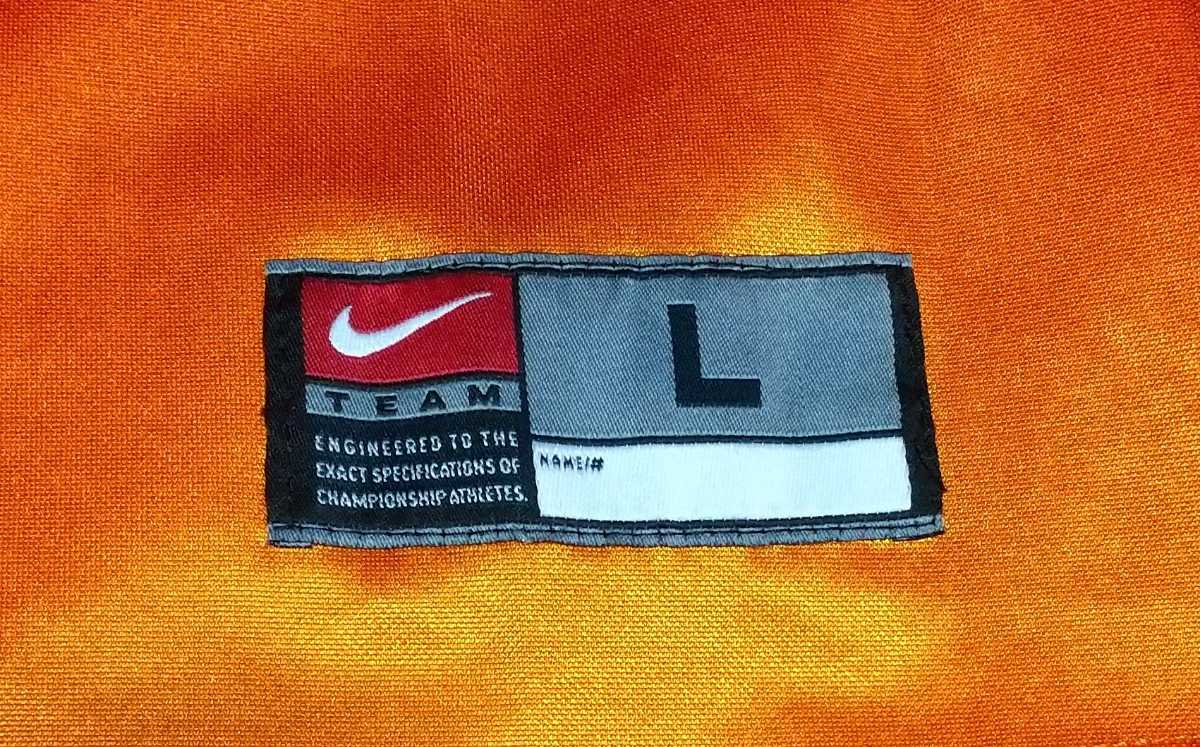 TEAM
ENGINEERED TO THE
EXACT SPECIFICATIONS OF
CHAMPIONSHIP ATHLETES.
L
NAME/#